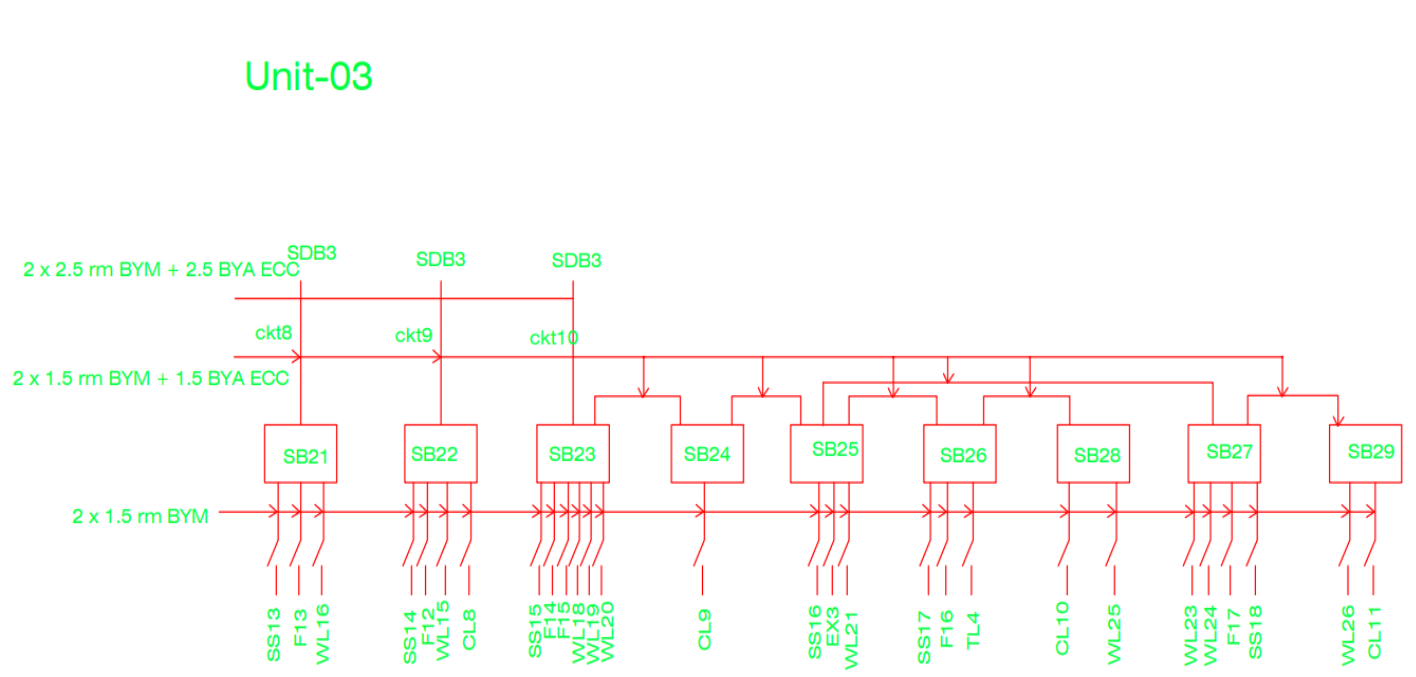 Unit-03
SDB3
SDB3
SDB3
2 x 2.5 rm BYM + 2.5 BYA ECC
ckt8
ckt9
ckt10
2 x 1.5 rm BYM + 1.5 BYA ECC
SB21
SB22
SB23
SB24
SB25
SB26
SB28
SB27
SB29
2 x 1.5 rm BYM
SS13
F13
WL16
SS14
F12
WL15
CL8
SS15
F14
F15
WL18
WL19
WL20
CL9
SS16
EX3
WL21
SS17
F16
TL4
CL10
WL25
WL23
WL24
F17
SS18
WL26
CL11